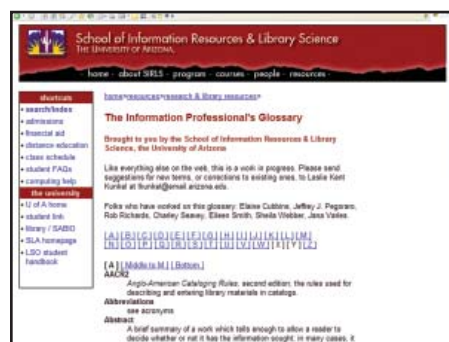 School of Information Resources & Library Science
THE UNIVERSITY OF ARIZONA.
home - about SIRLS - program - courses - people - resources -
shortcuts
• search/index
• admissions
• financial aid
• distance education
• class schedule
• student FAQs
• computing help
the university
• U of A home
• student link
• library / SABIO
• SLA homepage
• LSO student
handbook
home>resources>research & library resources>
The Information Professional's Glossary
Brought to you by the School of Information Resources & Library
Science, the University of Arizona
Like everything else on the web, this is a work in progress. Please send
suggestions for new terms, or corrections to existing ones, to Leslie Kent
Kunkel at lkunkel@email.arizona.edu.
Folks who have worked on this glossary: Elaine Cubbins; Jeffrey J. Pegoraro,
Rob Richards, Charley Seavey, Eileen Smith, Sheila Webber, Jana Varlejs.
[A] [B] [C] [D] [E] [F] [G] [H] [I] [J] [K] [L] [M]
[N] [O] [P] [Q] [R] [S] [T] [U] [V] [W] [X] [Y] [Z]
[A] [Middle to M] [Bottom]
AACR2
Anglo-American Cataloging Rules, second edition, the rules used for
describing and entering library materials in catalogs.
Abbreviations
see acronyms
Abstract
A brief summary of a work which tells enough to allow a reader to
decide whether or not it has the information sought; in many cases, it